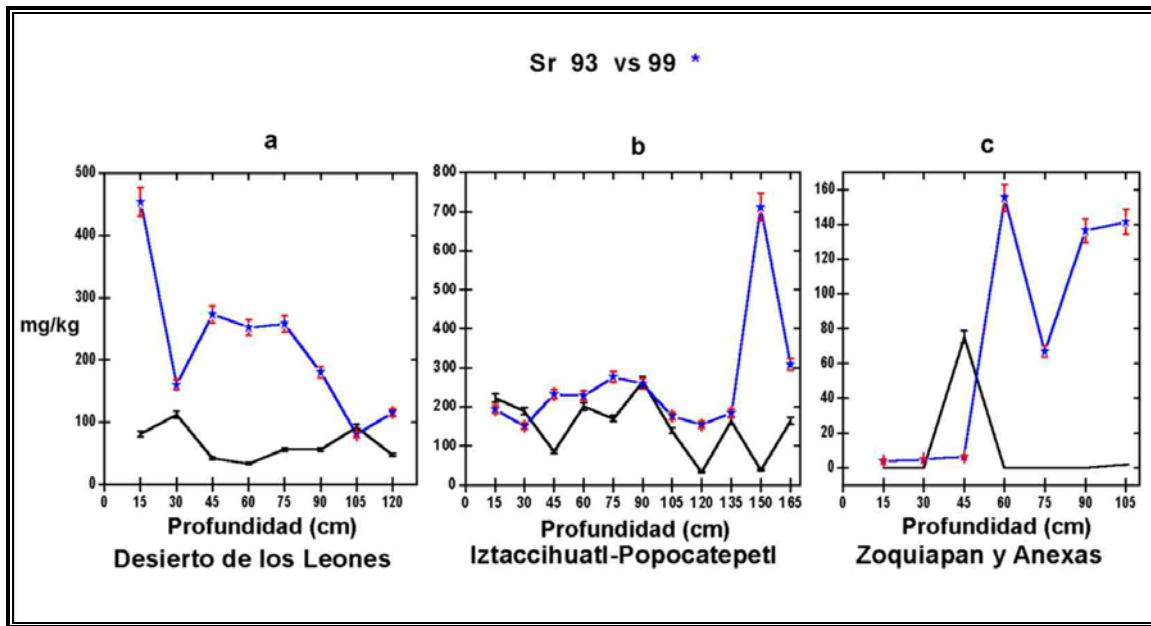 Sr 93 vs 99 *
a
b
c
mg/kg
500
400
300
200
100
0
0 15 30 45 60 75 90 105 120
Profundidad (cm)
Desierto de los Leones
800
700
600
500
400
300
200
100
0
0 15 30 45 60 75 90 105 120 135 150 165
Profundidad (cm)
Iztaccihuatl-Popocatepetl
160
140
120
100
80
60
40
20
0
0 15 30 45 60 75 90 105
Profundidad (cm)
Zoquiapan y Anexas